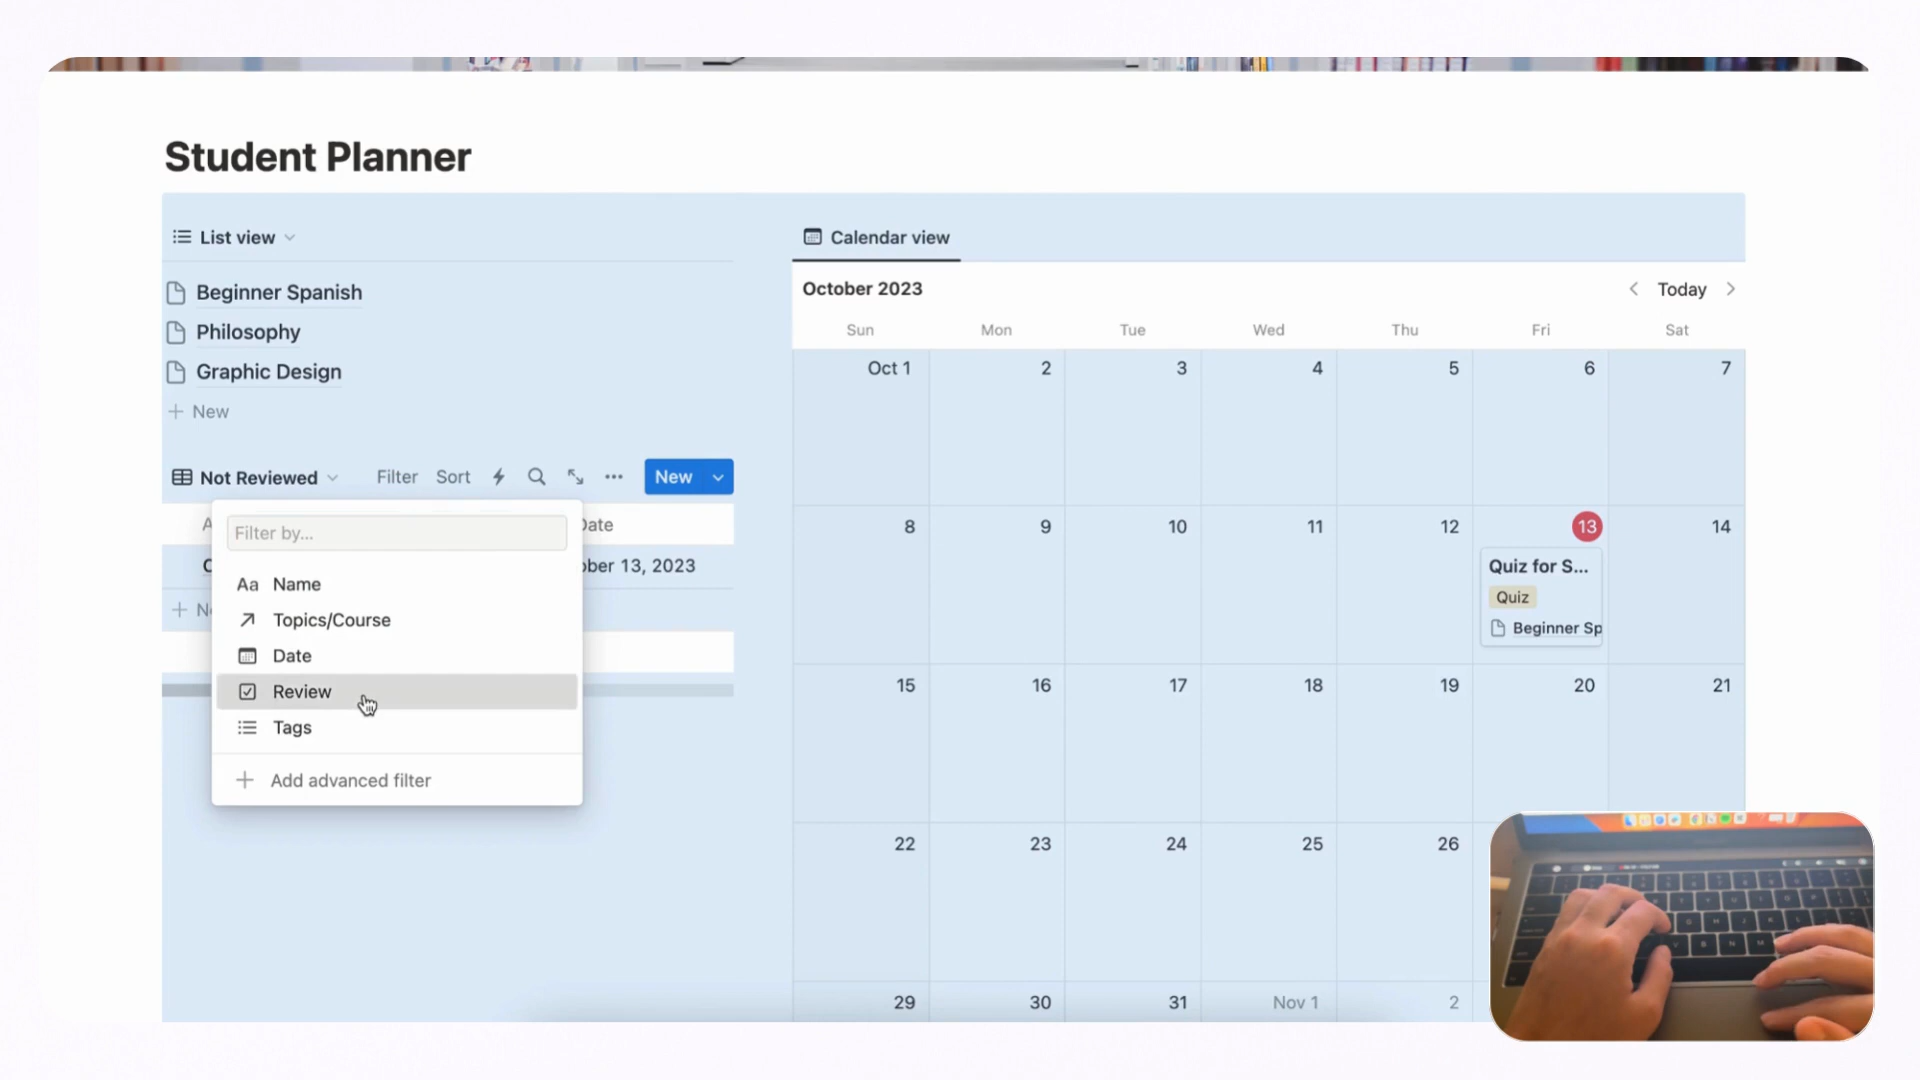 Student Planner
List view
Beginner Spanish
Philosophy
Graphic Design
+ New
Not Reviewed
Filter
Sort
New
Filter by...
Aa Name
Topics/Course
Date
Review
Tags
+ Add advanced filter
ber 13, 2023
Calendar view
October 2023
Today
Sun Mon Tue Wed Thu Fri Sat
Oct 1 2 3 4 5 6 7
8 9 10 11 12 13 14
Quiz for S...
Quiz
Beginner Sp
15 16 17 18 19 20 21
22 23 24 25 26
29 30 31 Nov 1 2